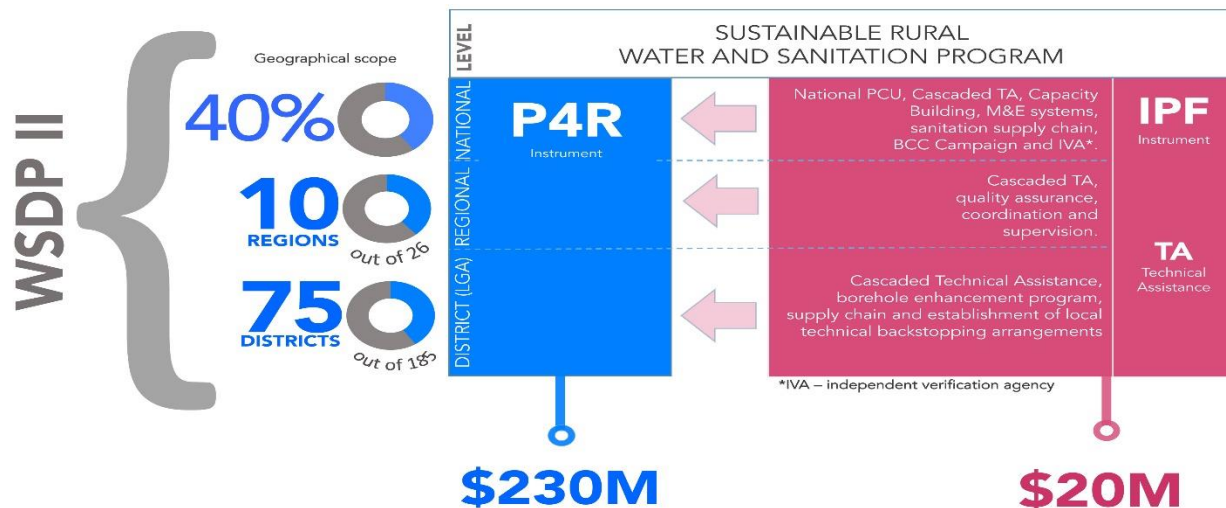 WSDP II
Geographical scope
40%
10
REGIONS
out of 26
75
DISTRICTS
out of 185
LEVEL
NATIONAL
REGIONAL
DISTRICT (LGA)
SUSTAINABLE RURAL
WATER AND SANITATION PROGRAM
P4R
Instrument
National PCU, Cascaded TA, Capacity
Building, M&E systems,
sanitation supply chain,
BCC Campaign and IVA*.
Cascaded TA,
quality assurance,
coordination and
supervision.
Cascaded Technical Assistance,
borehole enhancement program,
supply chain and establishment of local
technical backstopping arrangements
IPF
Instrument
TA
Technical
Assistance
*IVA – independent verification agency
$230M
$20M